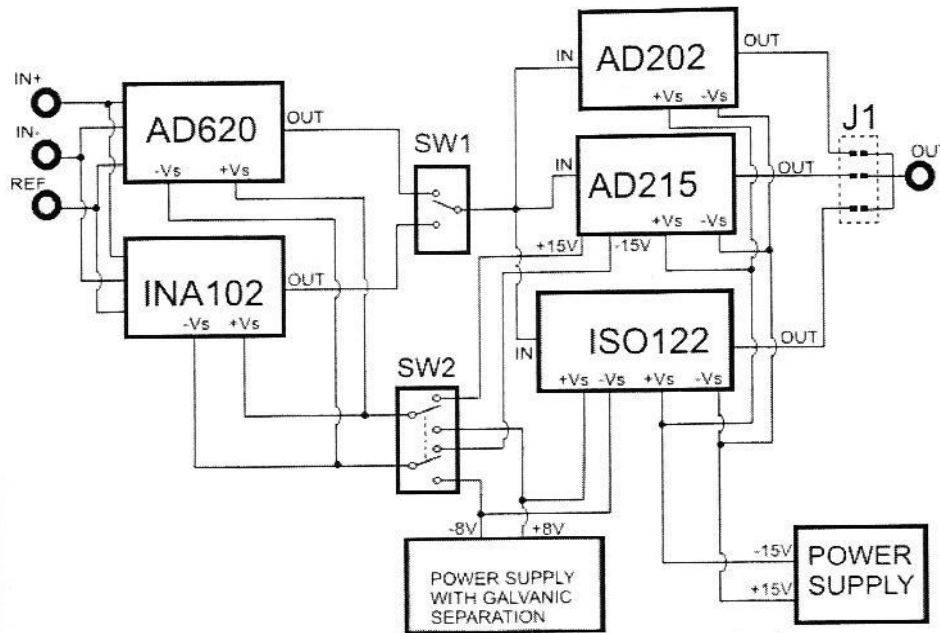 IN+
IN-
REF
AD620
-Vs +Vs
OUT
INA102
-Vs +Vs
OUT
SW1
SW2
IN
AD202
+Vs -Vs
OUT
IN
AD215
+Vs -Vs
OUT
+15V -15V
IN
ISO122
+Vs -Vs +Vs -Vs
OUT
J1
OUT
-8V +8V
POWER SUPPLY
WITH GALVANIC
SEPARATION
-15V
+15V
POWER
SUPPLY